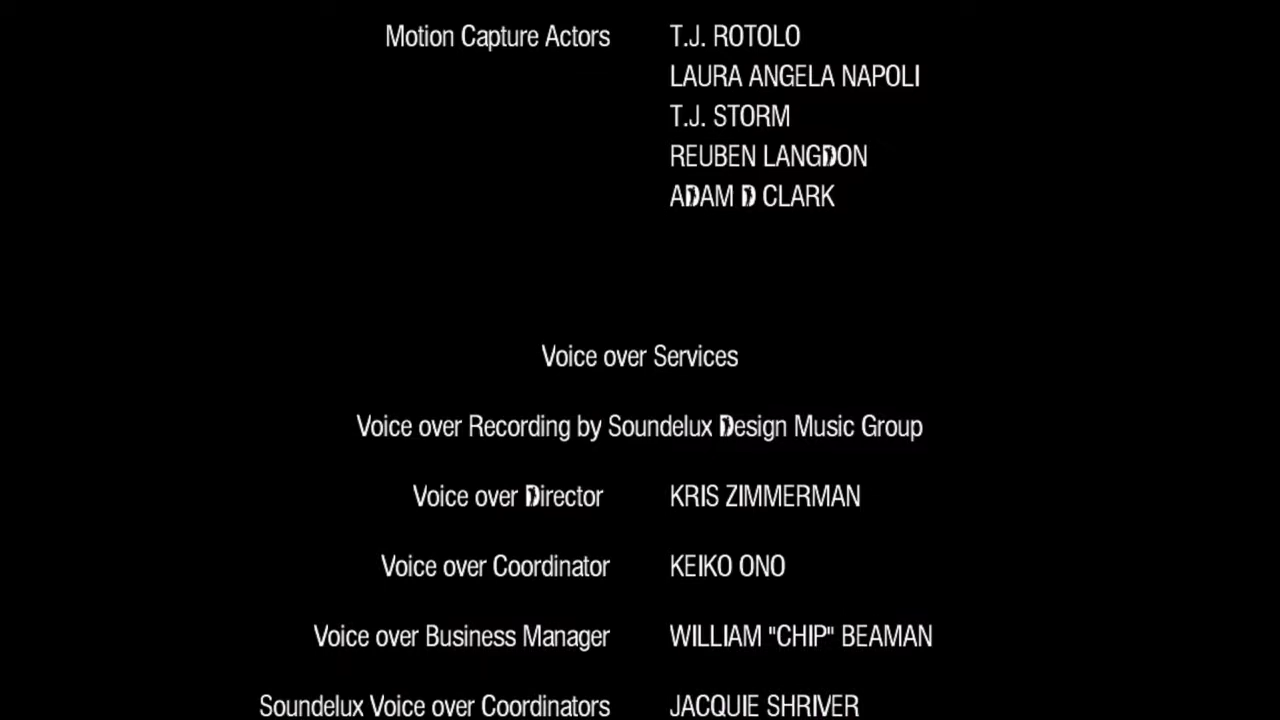 Motion Capture Actors T.J. ROTOLO
LAURA ANGELA NAPOLI
T.J. STORM
REUBEN LANGDON
ADAM D CLARK
Voice over Services
Voice over Recording by Soundelux Design Music Group
Voice over Director KRIS ZIMMERMAN
Voice over Coordinator KEIKO ONO
Voice over Business Manager WILLIAM "CHIP" BEAMAN
Soundelux Voice over Coordinators JACQUIE SHRIVER